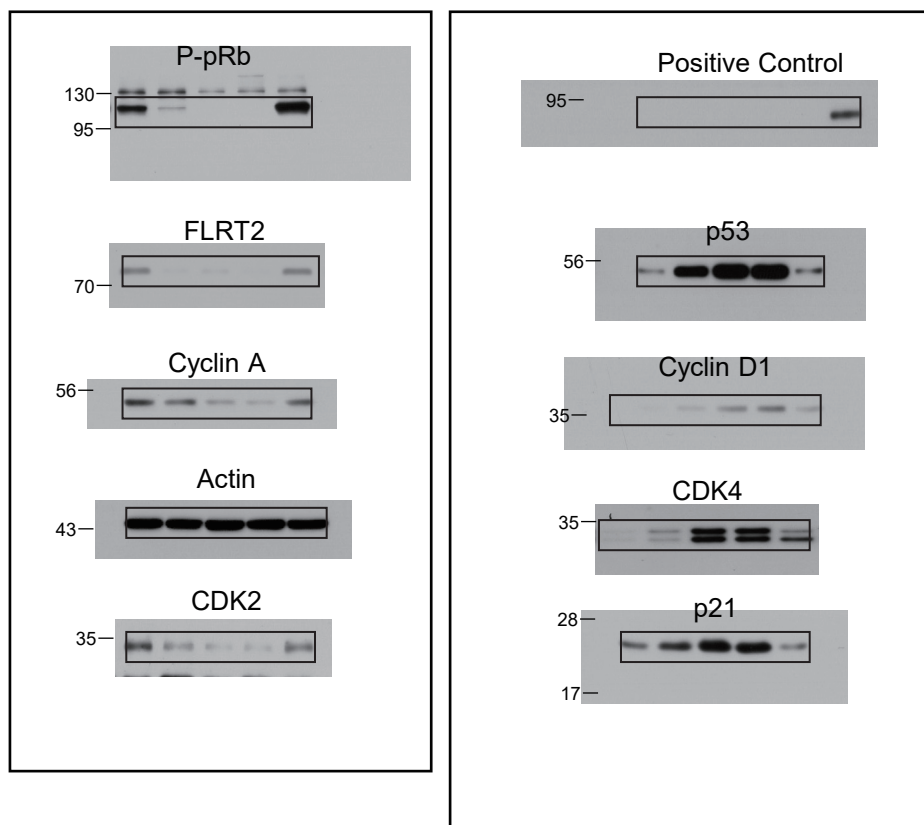 P-pRb
130
95
FLRT2
70
Cyclin A
56
Actin
43
CDK2
35
Positive Control
95
p53
56
Cyclin D1
35
CDK4
35
p21
28
17